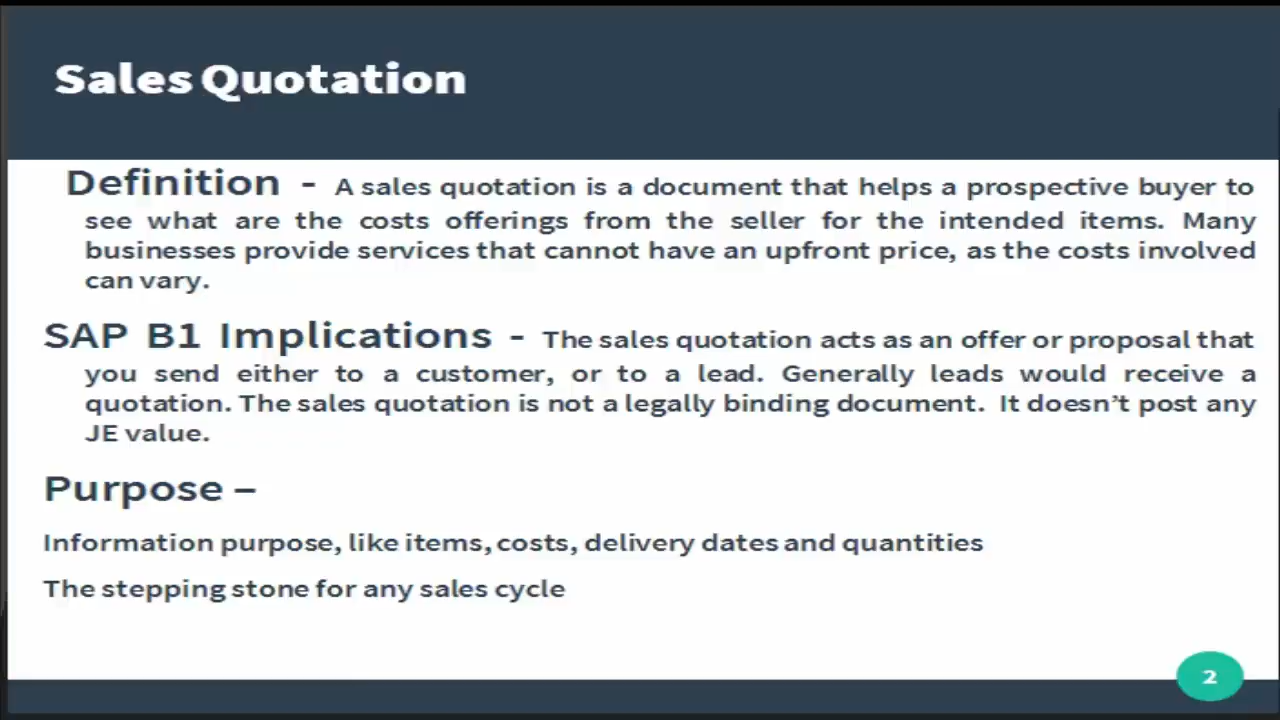 Sales Quotation
Definition - A sales quotation is a document that helps a prospective buyer to
see what are the costs offerings from the seller for the intended items. Many
businesses provide services that cannot have an upfront price, as the costs involved
can vary.
SAP B1 Implications - The sales quotation acts as an offer or proposal that
you send either to a customer, or to a lead. Generally leads would receive a
quotation. The sales quotation is not a legally binding document. It doesn’t post any
JE value.
Purpose –
Information purpose, like items, costs, delivery dates and quantities
The stepping stone for any sales cycle
2